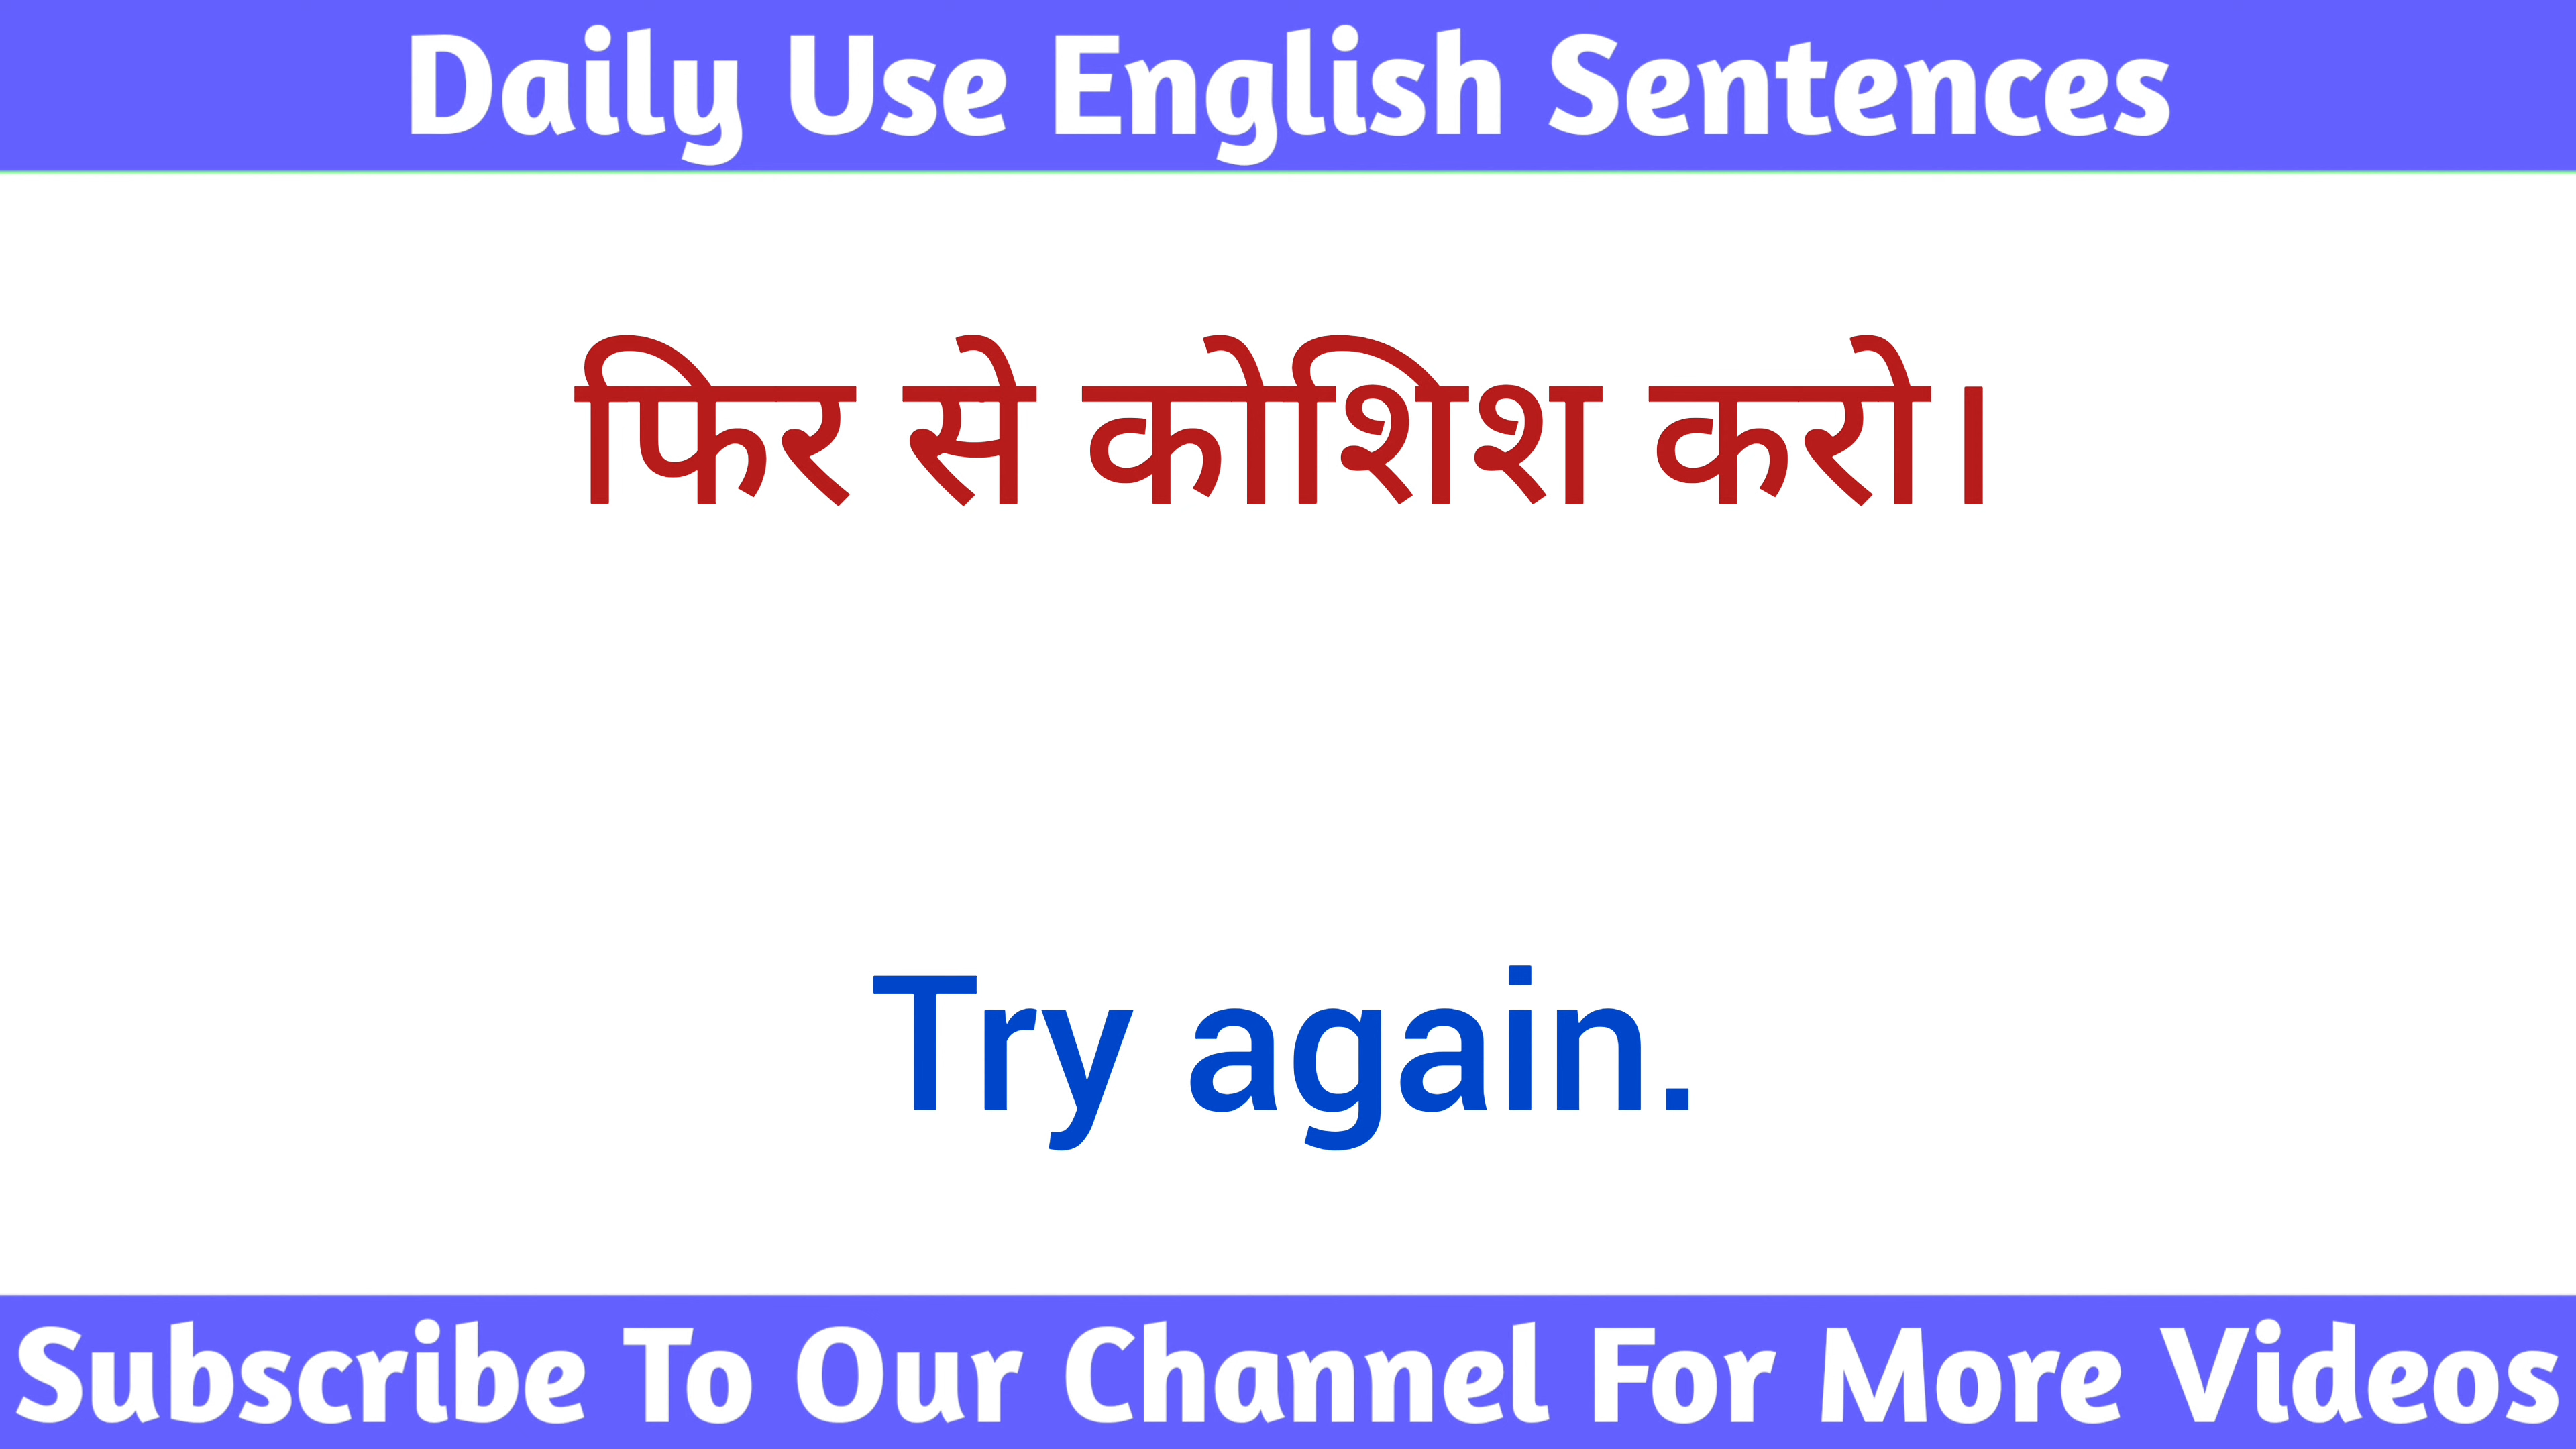 Daily Use English Sentences
फिर से कोशिश करो।
Try again.
Subscribe To Our Channel For More Videos